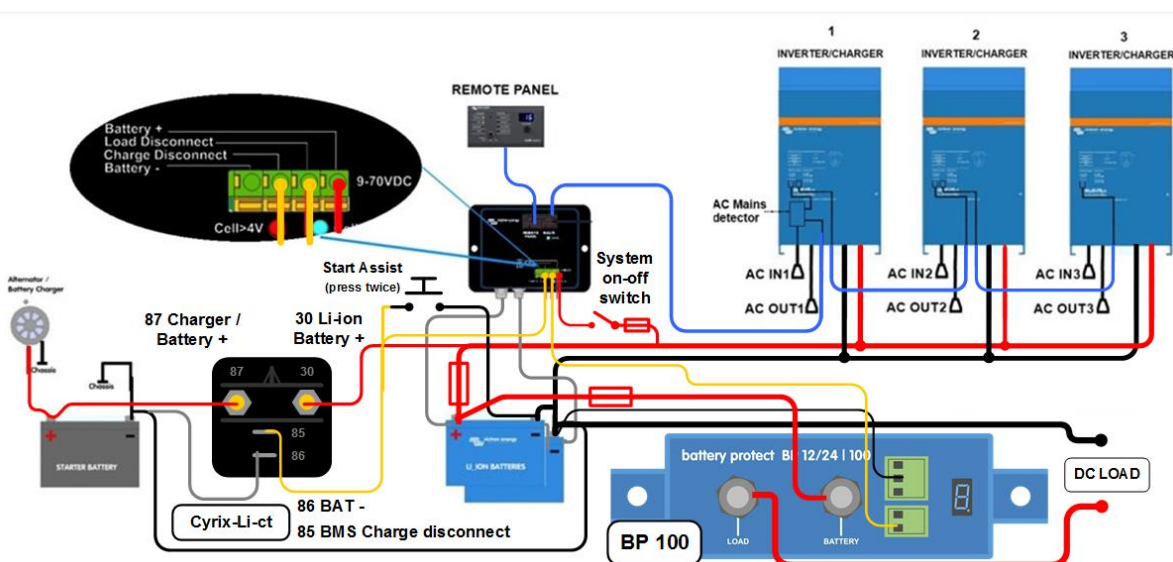 1
INVERTER/CHARGER
2
INVERTER/CHARGER
3
INVERTER/CHARGER
REMOTE PANEL
Battery +
Load Disconnect
Charge Disconnect
Battery -
9-70VDC
Cell>4V
AC Mains
detector
AC IN1
AC OUT1
AC IN2
AC OUT2
AC IN3
AC OUT3
Start Assist
(press twice)
System
on-off
switch
Alternator /
Battery Charger
Chassis
87 Charger /
Battery +
30 Li-ion
Battery +
Chassis
87
30
85
86
STARTER BATTERY
+
-
Cyrix-Li-ct
86 BAT -
85 BMS Charge disconnect
+
-
victron energy
LI_ION BATTERIES
battery protect BP 12/24 | 100
LOAD
BATTERY
BP 100
DC LOAD